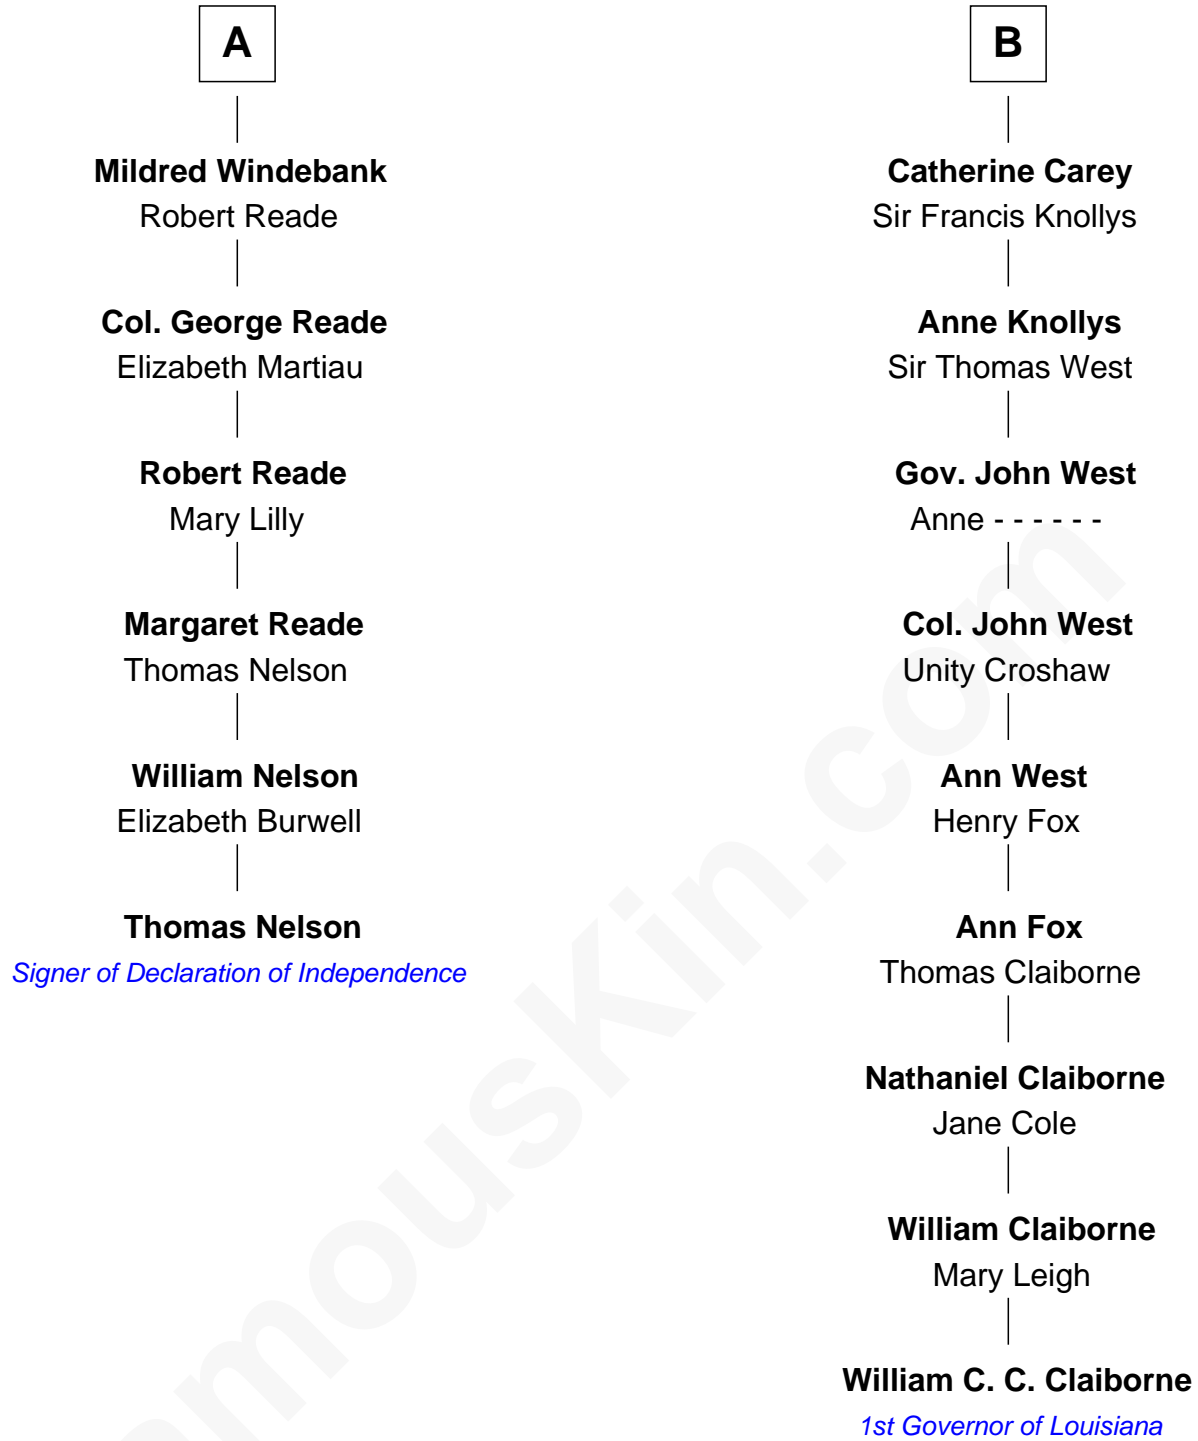 A
Mildred Windebank
Robert Reade
Col. George Reade
Elizabeth Martiau
Robert Reade
Mary Lilly
Margaret Reade
Thomas Nelson
William Nelson
Elizabeth Burwell
Thomas Nelson
Signer of Declaration of Independence
B
Catherine Carey
Sir Francis Knollys
Anne Knollys
Sir Thomas West
Gov. John West
Anne - - - - - -
Col. John West
Unity Croshaw
Ann West
Henry Fox
Ann Fox
Thomas Claiborne
Nathaniel Claiborne
Jane Cole
William Claiborne
Mary Leigh
William C. C. Claiborne
1st Governor of Louisiana
amouskin.com